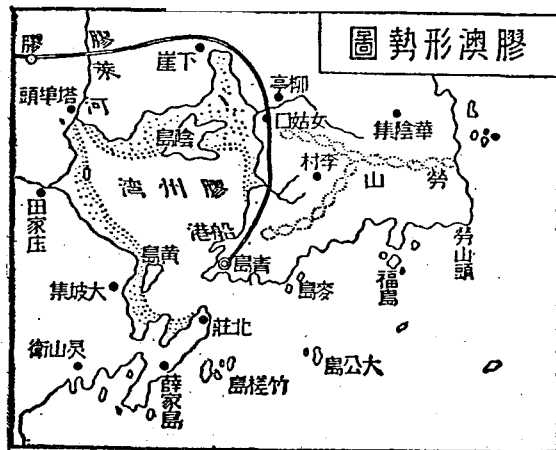 膠澳形勢圖
膠
膠萊河
下崖
柳亭
塔埠頭
女姑口
華陰集
陰島
李村
勞山
膠州湾
田家庄
勞山頭
船港
青島
黃島
福島
麥島
大坡集
北莊
灵山衛
薛家島
竹槎島
大公島